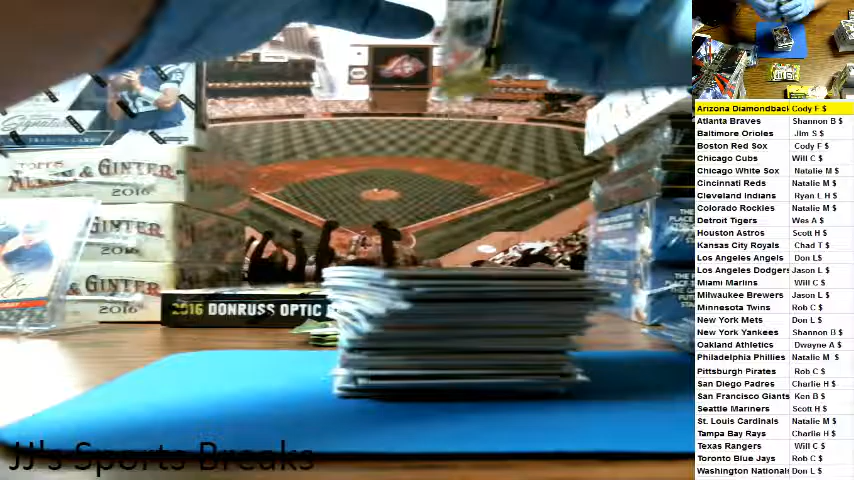 Signatures
TOPPS
ALLEN & GINTER
2016
GINTER
2016
& GINTER
2016
2016 DONRUSS OPTIC
JJ's Sports Breaks
Arizona Diamondback Cody F $
Atlanta Braves Shannon B $
Baltimore Orioles Jim S $
Boston Red Sox Cody F $
Chicago Cubs Will C $
Chicago White Sox Natalie M $
Cincinnati Reds Natalie M $
Cleveland Indians Ryan L H $
Colorado Rockies Natalie M $
Detroit Tigers Wes A $
Houston Astros Scott H $
Kansas City Royals Chad T $
Los Angeles Angels Don L $
Los Angeles Dodgers Jason L $
Miami Marlins Will C $
Milwaukee Brewers Jason L $
Minnesota Twins Rob C $
New York Mets Don L $
New York Yankees Shannon B $
Oakland Athletics Dwayne A $
Philadelphia Phillies Natalie M $
Pittsburgh Pirates Rob C $
San Diego Padres Charlie H $
San Francisco Giants Ken B $
Seattle Mariners Scott H $
St. Louis Cardinals Natalie M $
Tampa Bay Rays Charlie H $
Texas Rangers Will C $
Toronto Blue Jays Rob C $
Washington Nationals Don L $